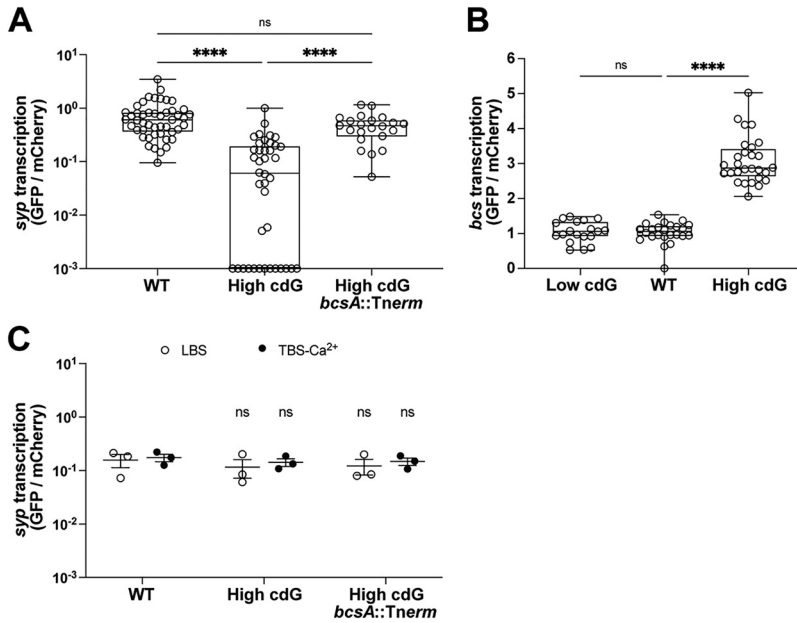 A
ns
**** ****
10¹
10⁰
10⁻¹
10⁻²
10⁻³
syp transcription
(GFP / mCherry)
WT High cdG High cdG
bcsA::Tnerm
B
ns ****
6
5
4
3
2
1
0
bcs transcription
(GFP / mCherry)
Low cdG WT High cdG
C
LBS TBS-Ca²⁺
10¹
10⁰
10⁻¹
10⁻²
10⁻³
syp transcription
(GFP / mCherry)
ns ns ns ns
WT High cdG High cdG
bcsA::Tnerm